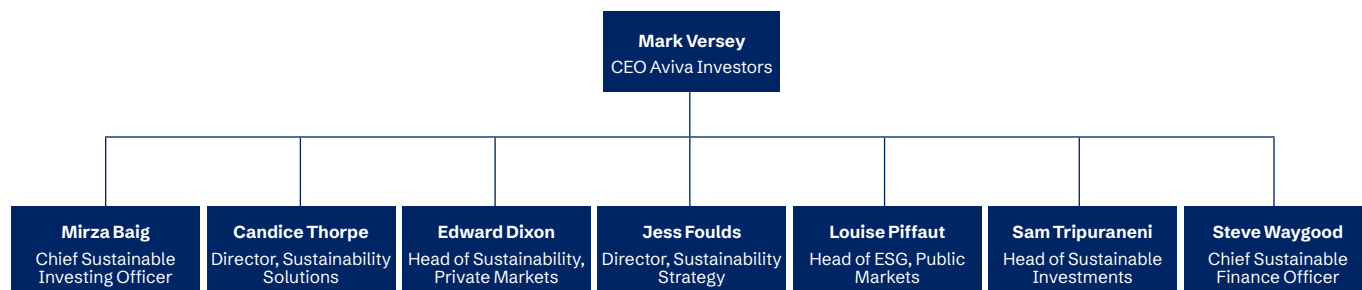 Mark Versey
CEO Aviva Investors
Mirza Baig
Chief Sustainable
Investing Officer
Candice Thorpe
Director, Sustainability
Solutions
Edward Dixon
Head of Sustainability,
Private Markets
Jess Foulds
Director, Sustainability
Strategy
Louise Piffaut
Head of ESG, Public
Markets
Sam Tripuraneni
Head of Sustainable
Investments
Steve Waygood
Chief Sustainable
Finance Officer